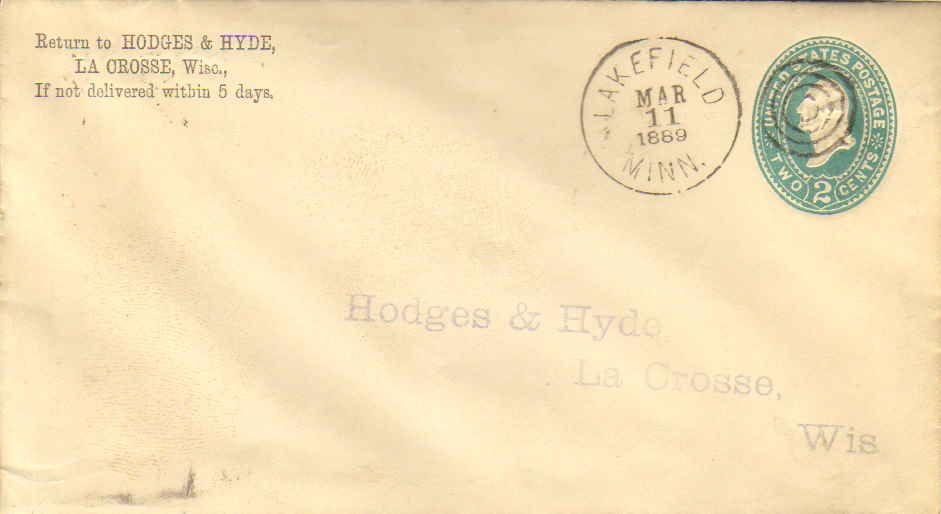 Return to HODGES & HYDE,
LA CROSSE, Wisc.,
If not delivered within 5 days.
LAKEFIELD
MAR
11
1889
MINN.
UNITED STATES POSTAGE
TWO 2 CENTS
Hodges & Hyde
La Crosse,
Wis